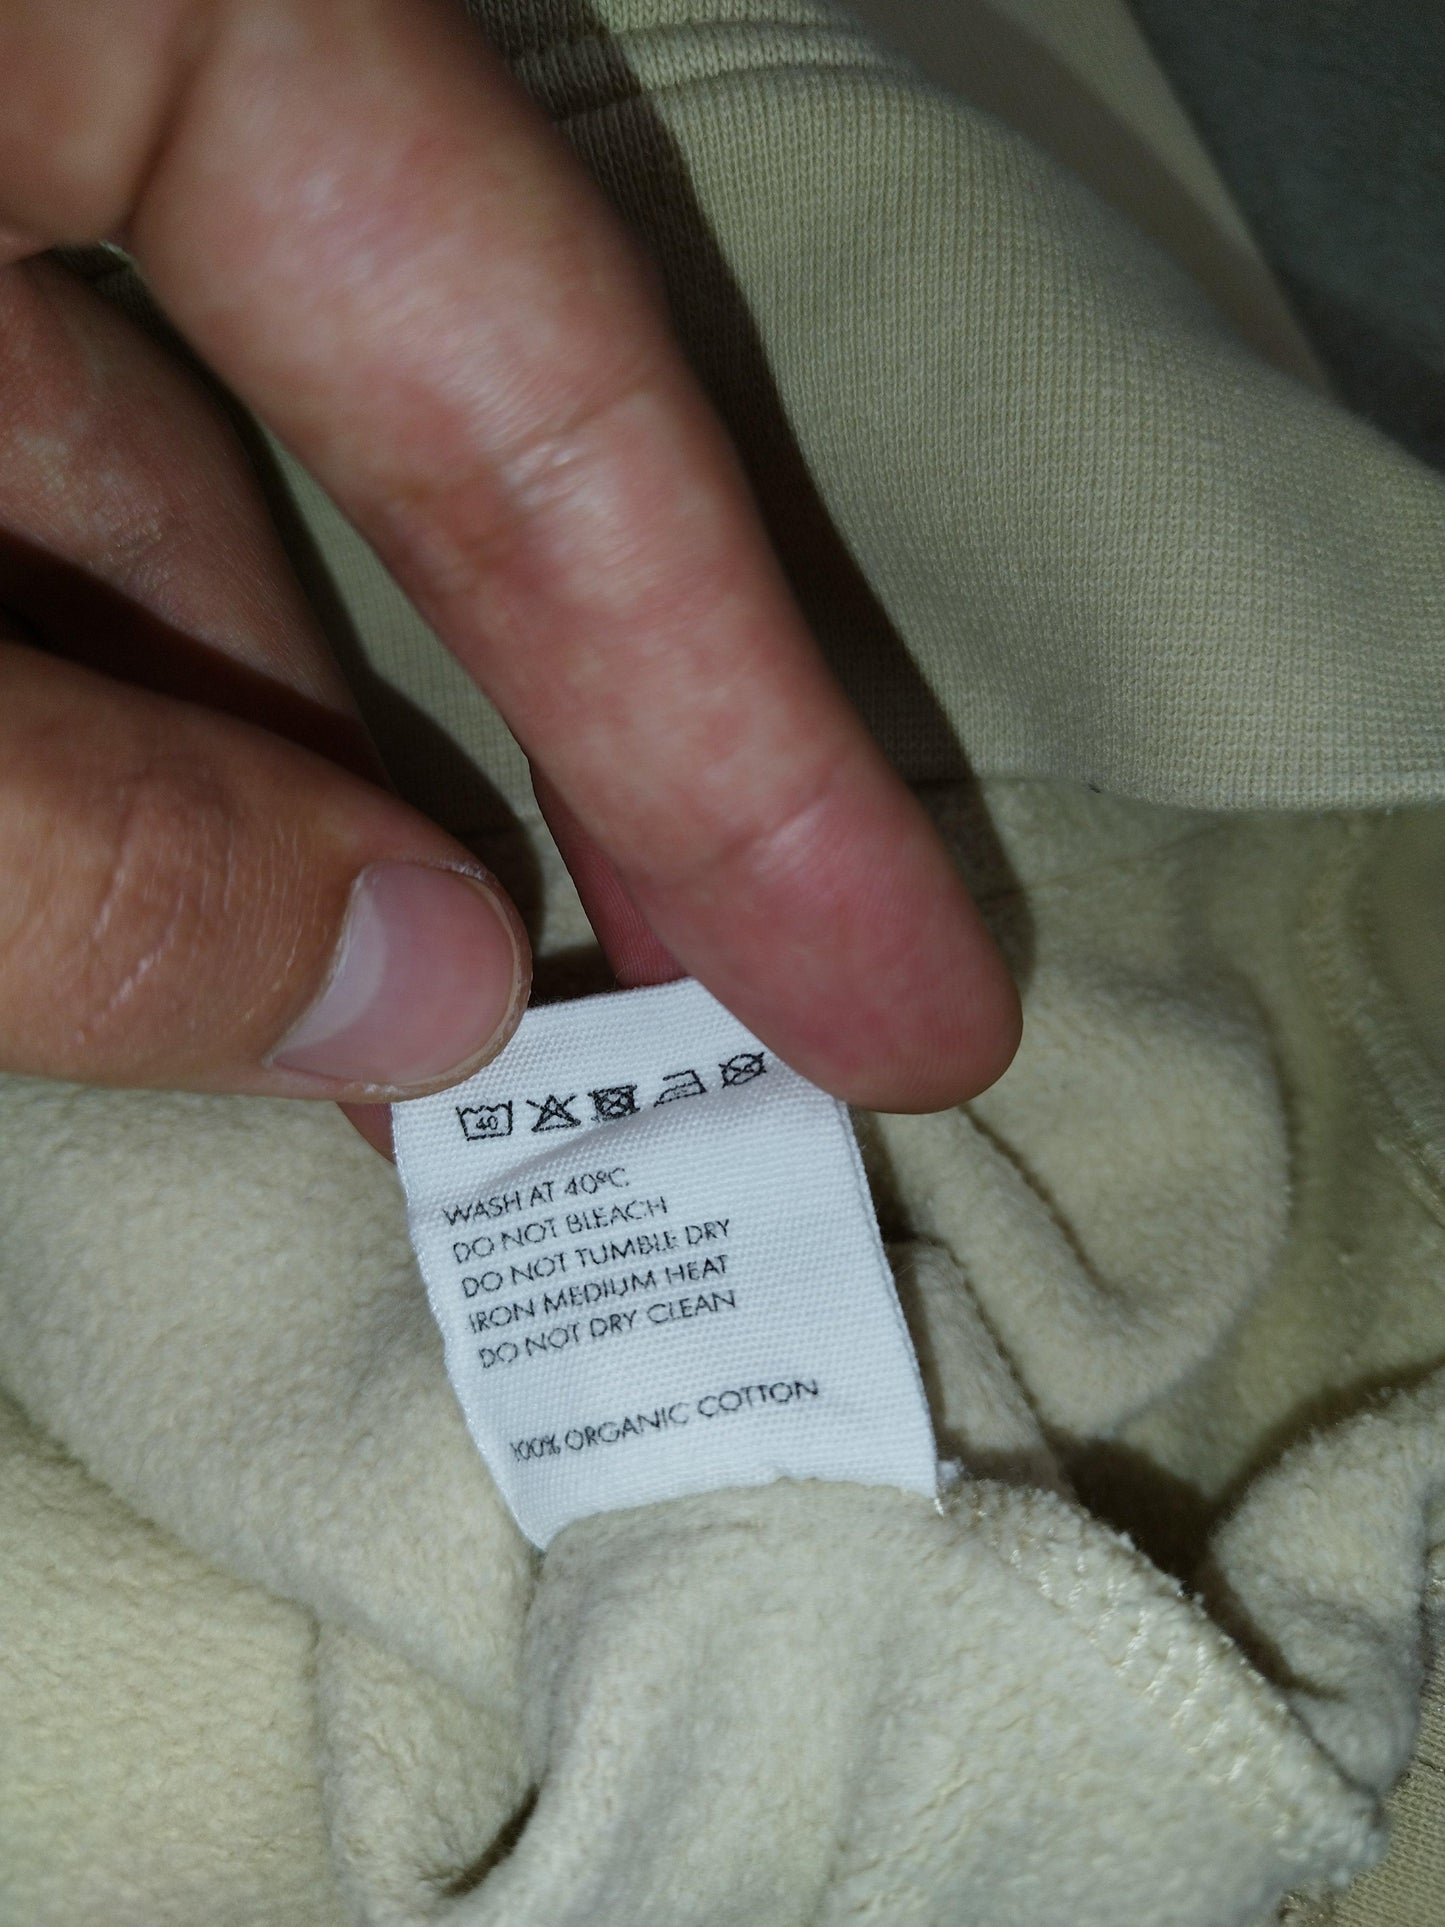 40
WASH AT 40ºC
DO NOT BLEACH
DO NOT TUMBLE DRY
IRON MEDIUM HEAT
DO NOT DRY CLEAN
100% ORGANIC COTTON